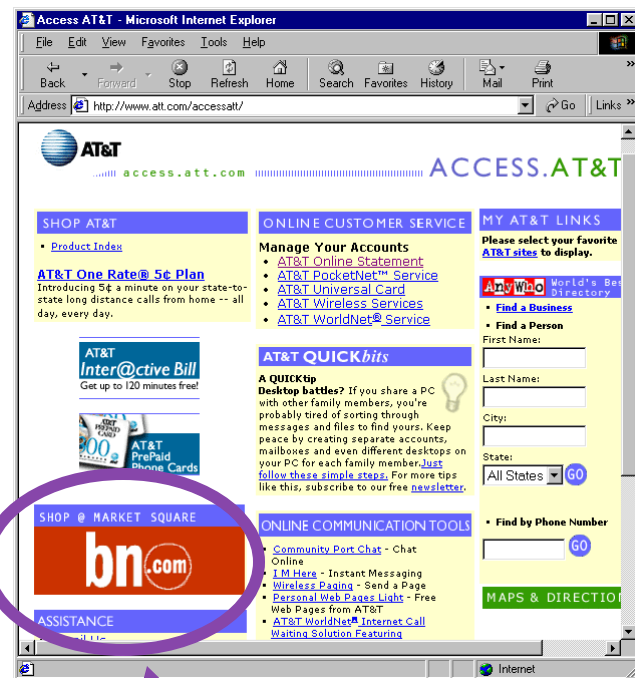 Access AT&T - Microsoft Internet Explorer
File Edit View Favorites Tools Help
Back Forward Stop Refresh Home Search Favorites History Mail Print »
Address http://www.att.com/accessatt/ Go Links »
AT&T
access.att.com
ACCESS.AT&T
SHOP AT&T
Product Index
AT&T One Rate® 5¢ Plan
Introducing 5¢ a minute on your state-to-
state long distance calls from home -- all
day, every day.
AT&T
Inter@ctive Bill
Get up to 120 minutes free!
AT&T
PREPAID
CARD
AT&T
PrePaid
Phone Cards
SHOP @ MARKET SQUARE
bn.com
ASSISTANCE
ONLINE CUSTOMER SERVICE
Manage Your Accounts
AT&T Online Statement
AT&T PocketNet™ Service
AT&T Universal Card
AT&T Wireless Services
AT&T WorldNet® Service
AT&T QUICKbits
A QUICKtip
Desktop battles? If you share a PC
with other family members, you're
probably tired of sorting through
messages and files to find yours. Keep
peace by creating separate accounts,
mailboxes and even different desktops on
your PC for each family member.Just
follow these simple steps. For more tips
like this, subscribe to our free newsletter.
ONLINE COMMUNICATION TOOLS
Community Port Chat - Chat
Online
I M Here - Instant Messaging
Wireless Paging - Send a Page
Personal Web Pages Light - Free
Web Pages from AT&T
AT&T WorldNet® Internet Call
Waiting Solution Featuring
MY AT&T LINKS
Please select your favorite
AT&T sites to display.
AnyWho World's Bes
Directory
Find a Business
Find a Person
First Name:
Last Name:
City:
State:
All States GO
Find by Phone Number
GO
MAPS & DIRECTIO
Internet